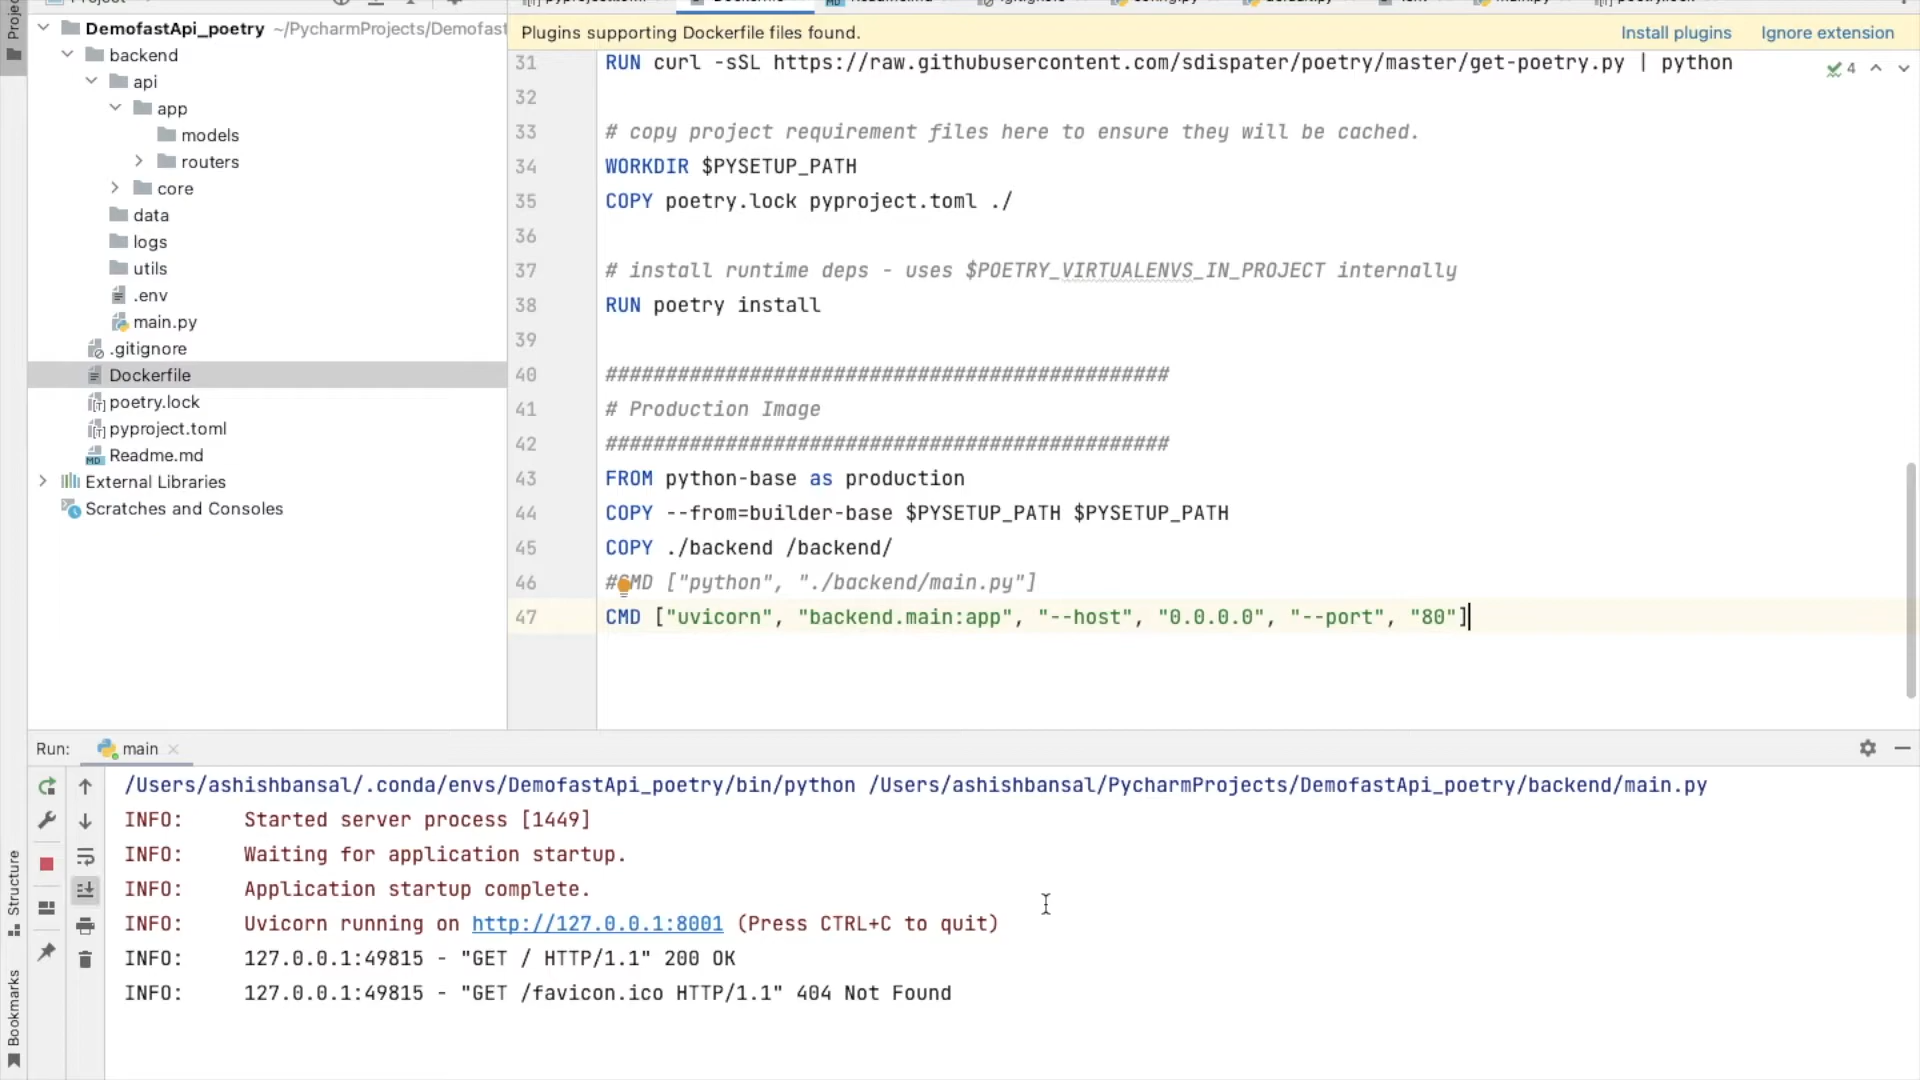 DemofastApi_poetry ~/PycharmProjects/Demofast
backend
api
app
models
routers
core
data
logs
utils
.env
main.py
.gitignore
Dockerfile
poetry.lock
pyproject.toml
Readme.md
External Libraries
Scratches and Consoles
Plugins supporting Dockerfile files found.
Install plugins
Ignore extension
31 RUN curl -sSL https://raw.githubusercontent.com/sdispater/poetry/master/get-poetry.py | python
4
32
33 # copy project requirement files here to ensure they will be cached.
34 WORKDIR $PYSETUP_PATH
35 COPY poetry.lock pyproject.toml ./
36
37 # install runtime deps - uses $POETRY_VIRTUALENVS_IN_PROJECT internally
38 RUN poetry install
39
40 ###############################################
41 # Production Image
42 ###############################################
43 FROM python-base as production
44 COPY --from=builder-base $PYSETUP_PATH $PYSETUP_PATH
45 COPY ./backend /backend/
46 #CMD ["python", "./backend/main.py"]
47 CMD ["uvicorn", "backend.main:app", "--host", "0.0.0.0", "--port", "80"]
Run: main
/Users/ashishbansal/.conda/envs/DemofastApi_poetry/bin/python /Users/ashishbansal/PycharmProjects/DemofastApi_poetry/backend/main.py
INFO: Started server process [1449]
INFO: Waiting for application startup.
INFO: Application startup complete.
INFO: Uvicorn running on http://127.0.0.1:8001 (Press CTRL+C to quit)
INFO: 127.0.0.1:49815 - "GET / HTTP/1.1" 200 OK
INFO: 127.0.0.1:49815 - "GET /favicon.ico HTTP/1.1" 404 Not Found
Structure
Bookmarks